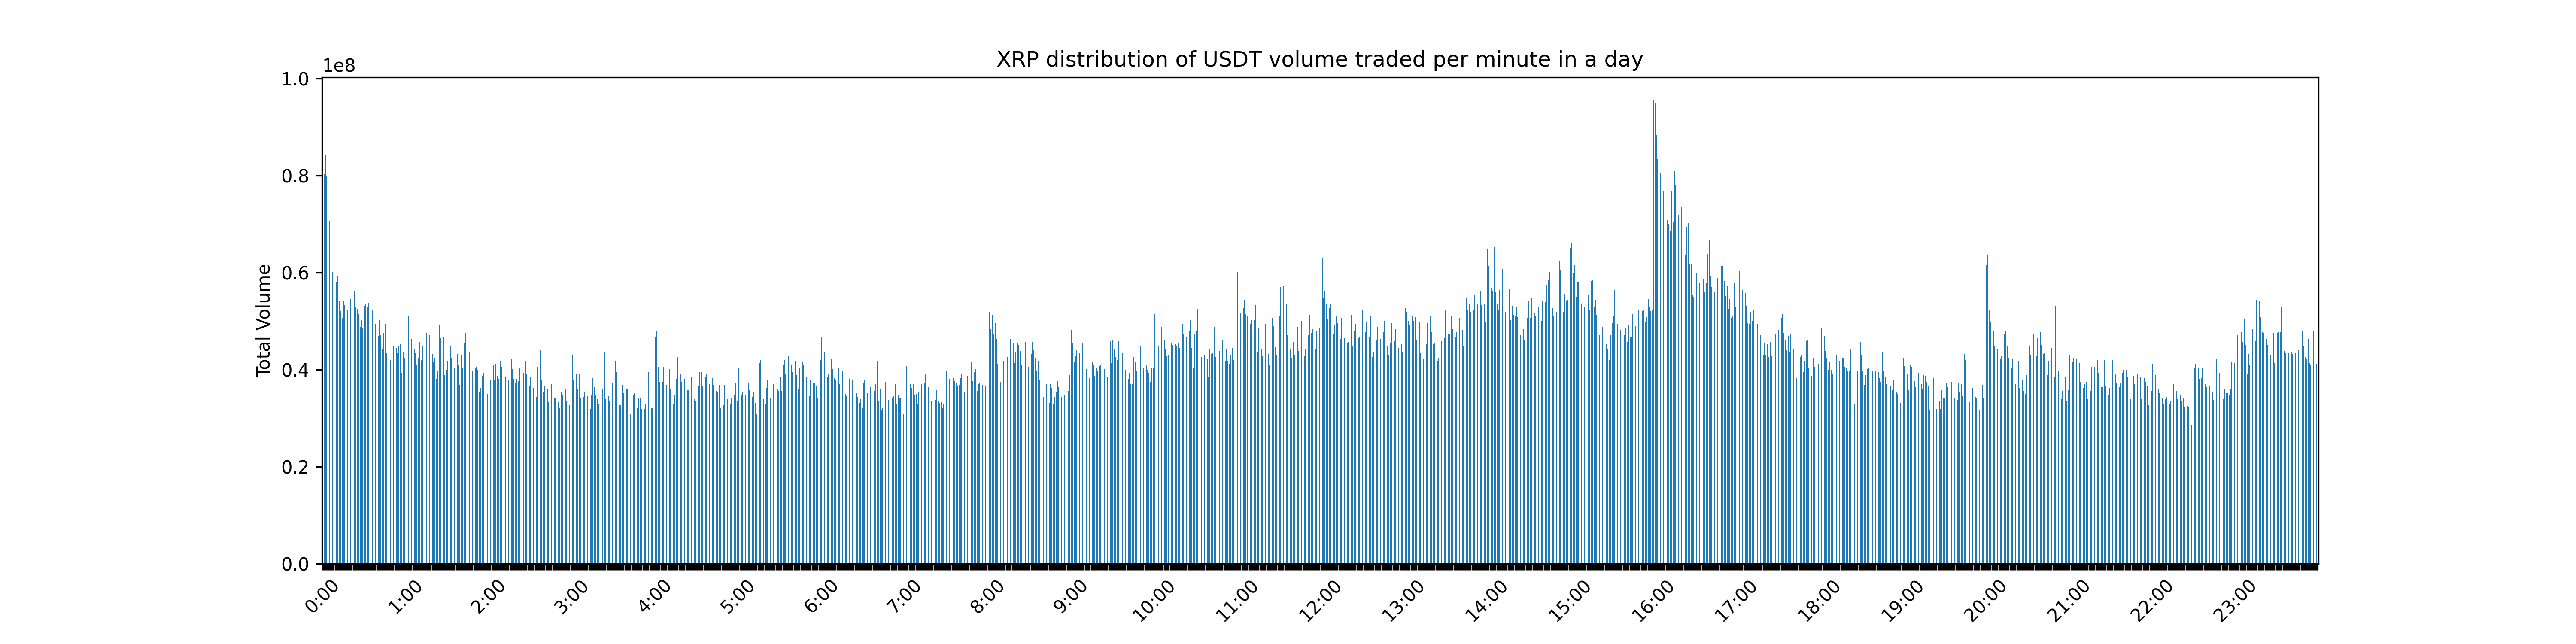 XRP distribution of USDT volume traded per minute in a day
1e8
1.0
0.8
0.6
0.4
0.2
0.0
Total Volume
0:00 1:00 2:00 3:00 4:00 5:00 6:00 7:00 8:00 9:00 10:00 11:00 12:00 13:00 14:00 15:00 16:00 17:00 18:00 19:00 20:00 21:00 22:00 23:00